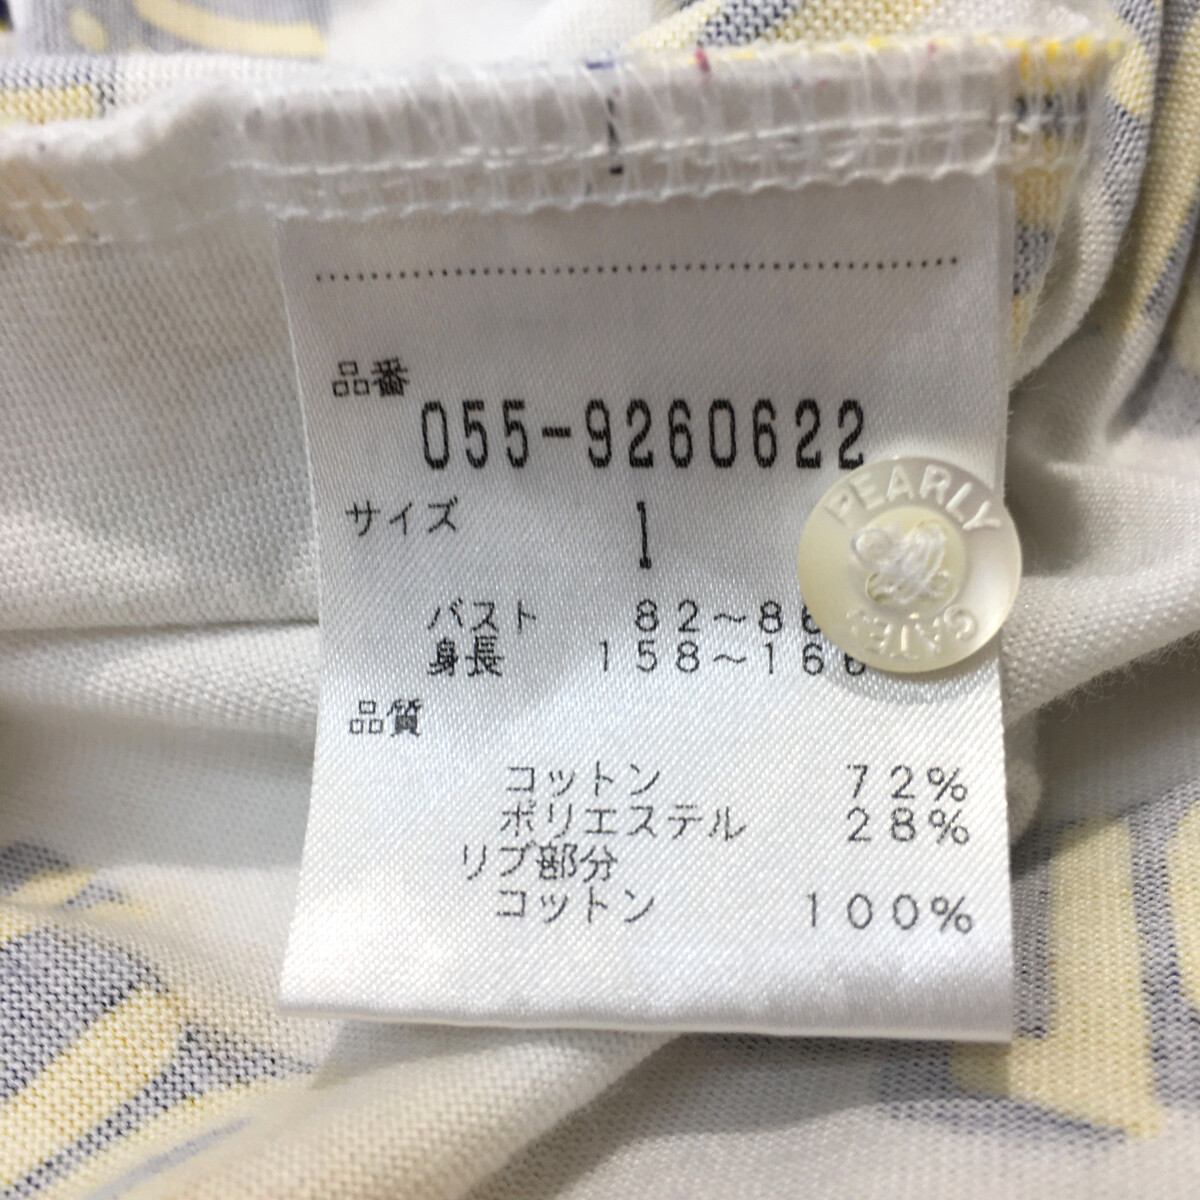 品番
055-9260622
サイズ 1
バスト 82～86
身長 158～166
品質
コットン 72%
ポリエステル 28%
リブ部分
コットン 100%
PEARLY
GATES